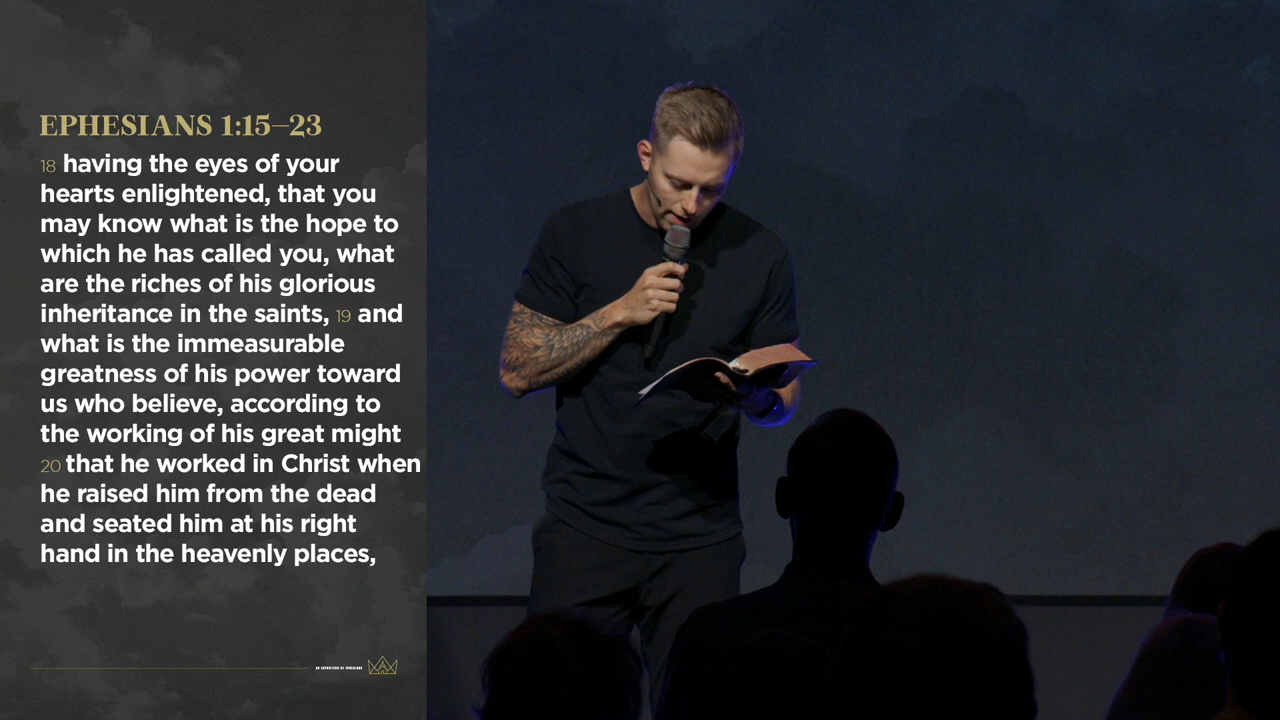 EPHESIANS 1:15–23
18 having the eyes of your
hearts enlightened, that you
may know what is the hope to
which he has called you, what
are the riches of his glorious
inheritance in the saints, 19 and
what is the immeasurable
greatness of his power toward
us who believe, according to
the working of his great might
20 that he worked in Christ when
he raised him from the dead
and seated him at his right
hand in the heavenly places,
AN EXPOSITION OF EPHESIANS